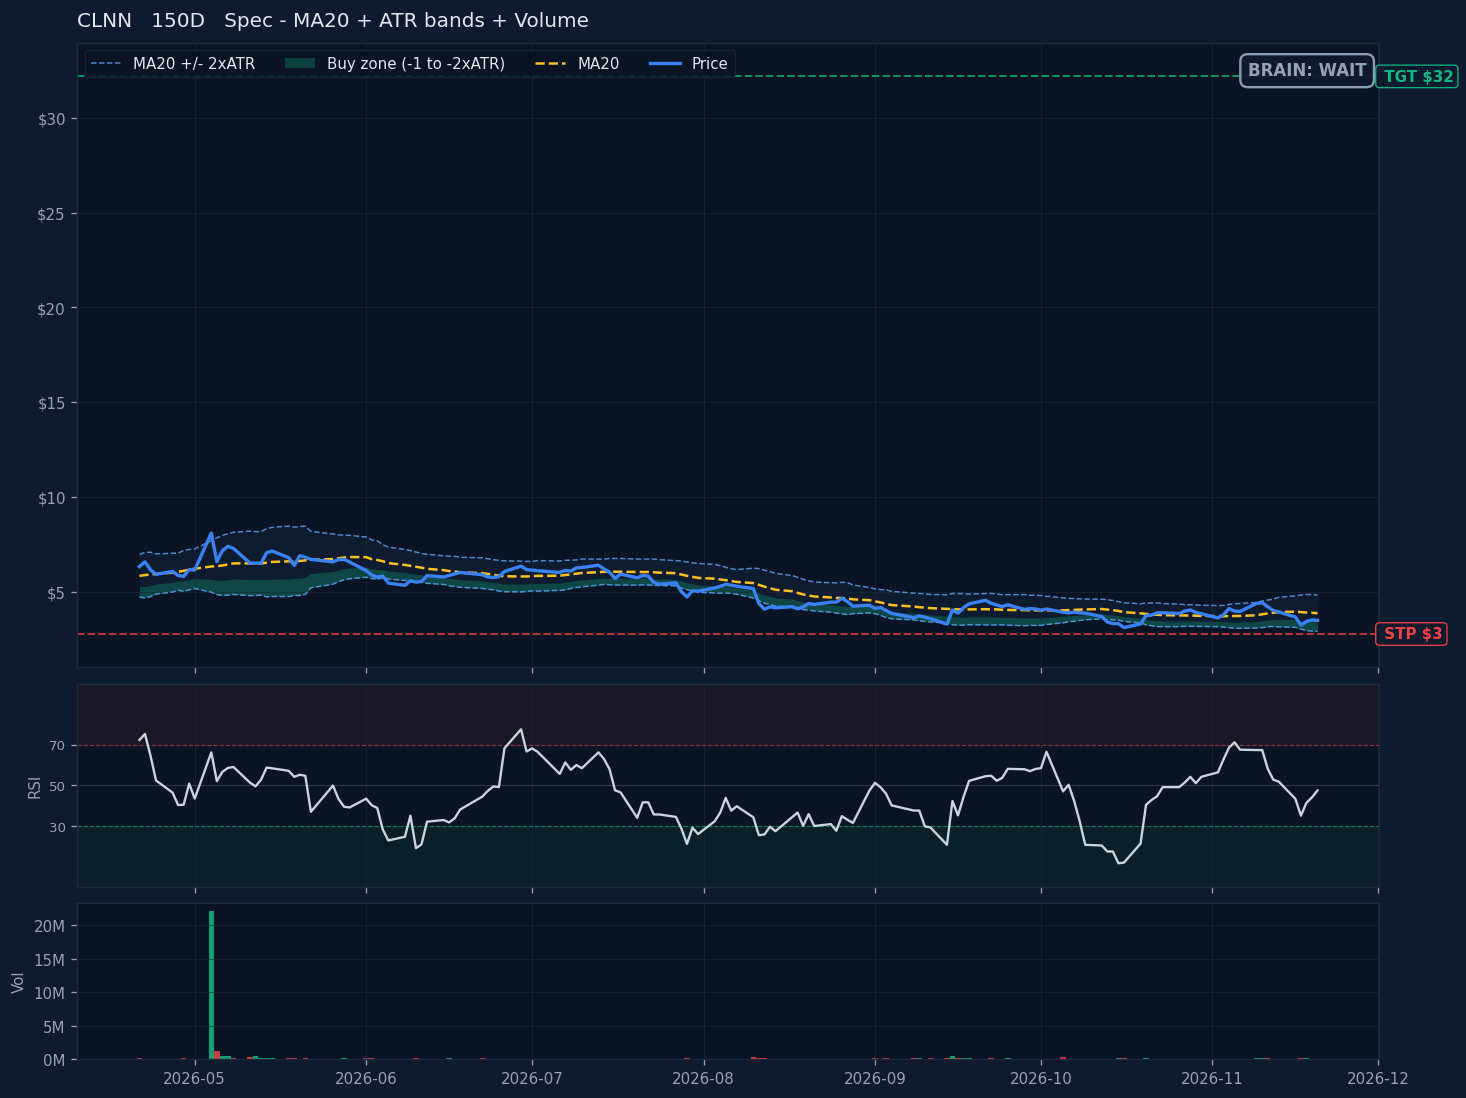 CLNN   150D   Spec - MA20 + ATR bands + Volume
MA20 +/- 2xATR
Buy zone (-1 to -2xATR)
MA20
Price
BRAIN: WAIT
TGT $32
$30
$25
$20
$15
$10
$5
STP $3
RSI
70
50
30
Vol
20M
15M
10M
5M
0M
2026-05
2026-06
2026-07
2026-08
2026-09
2026-10
2026-11
2026-12